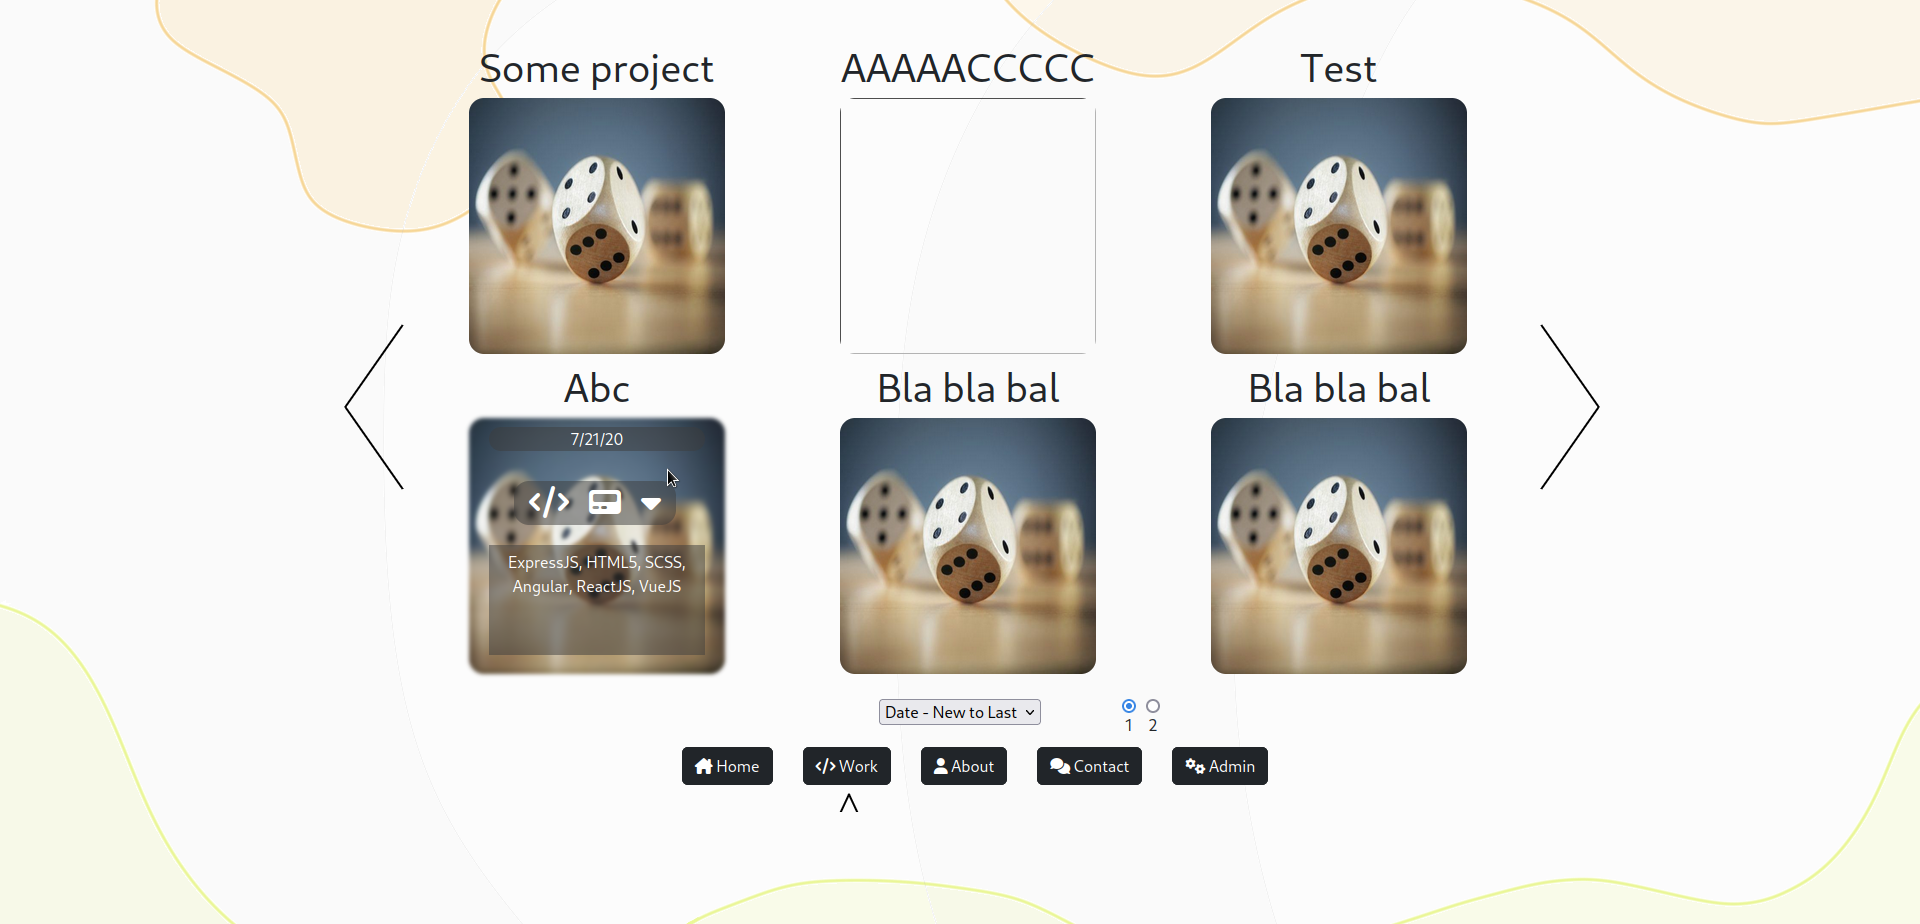 Some project
AAAAACCCCC
Test
Abc
Bla bla bal
Bla bla bal
7/21/20
ExpressJS, HTML5, SCSS,
Angular, ReactJS, VueJS
Date - New to Last
1 2
Home
Work
About
Contact
Admin